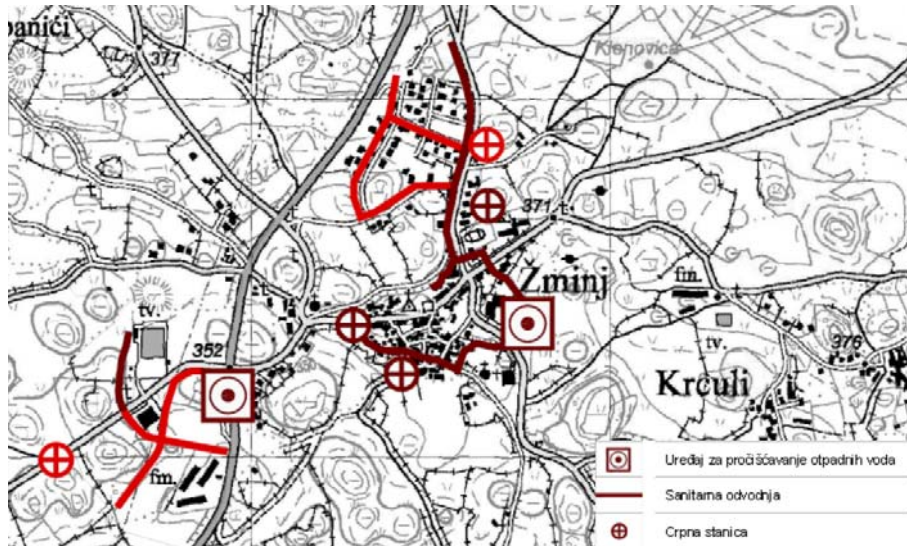 377
Klenovica
371 t.
Žminj
fm.
tv.
352
tv.
376
Krculi
fm.
Uređaj za pročišćavanje otpadnih voda
Sanitarna odvodnja
Crpna stanica